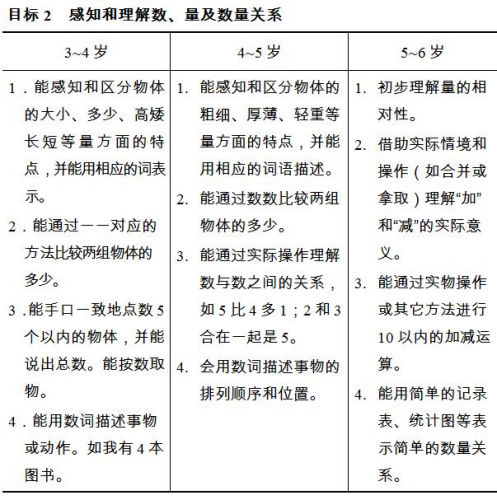 目标 2 感知和理解数、量及数量关系
3~4 岁
4~5 岁
5~6 岁
1．能感知和区分物体
的大小、多少、高矮
长短等量方面的特
点，并能用相应的词表
示。
2．能通过一一对应的
方法比较两组物体的
多少。
3．能手口一致地点数 5
个以内的物体，并能
说出总数。能按数取
物。
4．能用数词描述事物
或动作。如我有 4 本
图书。
1. 能感知和区分物体的
粗细、厚薄、轻重等
量方面的特点，并能
用相应的词语描述。
2. 能通过数数比较两组
物体的多少。
3. 能通过实际操作理解
数与数之间的关系，
如 5 比 4 多 1；2 和 3
合在一起是 5。
4. 会用数词描述事物的
排列顺序和位置。
1. 初步理解量的相
对性。
2. 借助实际情境和
操作（如合并或
拿取）理解“加”
和“减”的实际意
义。
3. 能通过实物操作
或其它方法进行
10 以内的加减运
算。
4. 能用简单的记录
表、统计图等表
示简单的数量关
系。